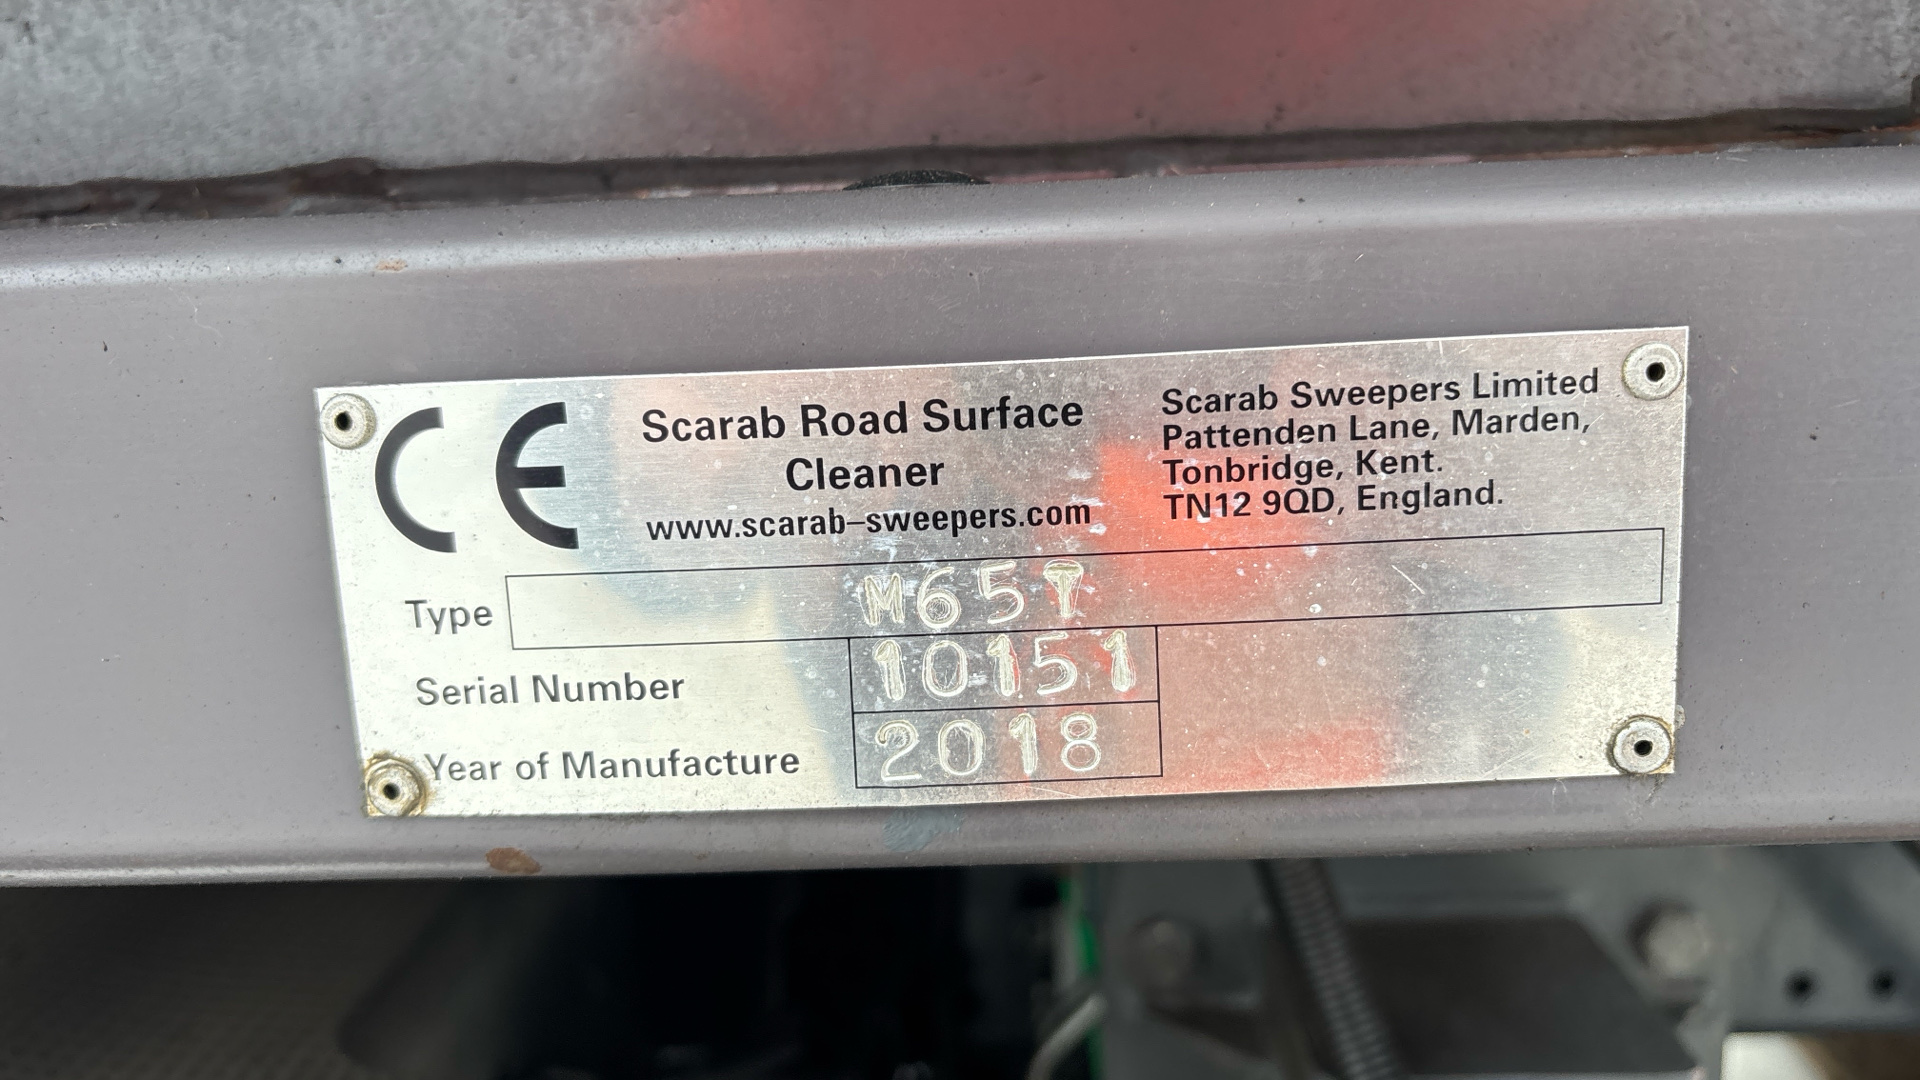 CE
Scarab Road Surface
Cleaner
www.scarab-sweepers.com
Scarab Sweepers Limited
Pattenden Lane, Marden,
Tonbridge, Kent.
TN12 9QD, England.
Type M65T
Serial Number 10151
Year of Manufacture 2018